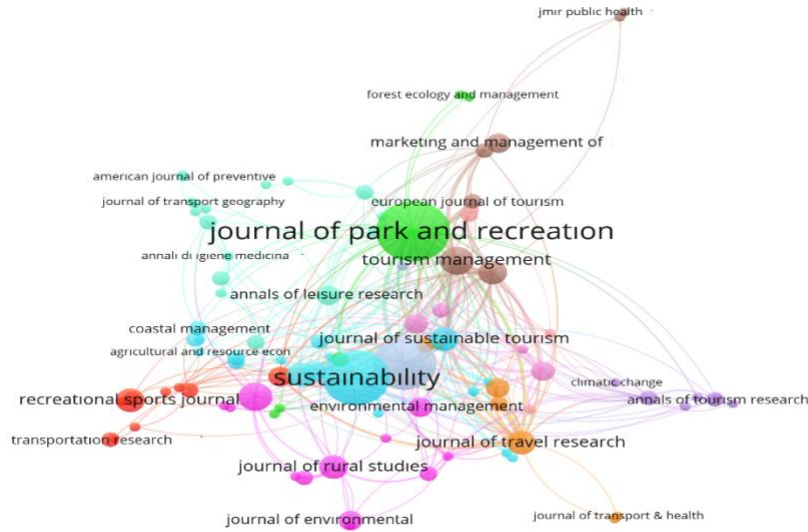 jmir public health
forest ecology and management
marketing and management of
american journal of preventive
journal of transport geography
european journal of tourism
journal of park and recreation
annali di igiene medicina
tourism management
annals of leisure research
coastal management
journal of sustainable tourism
agricultural and resource econ
sustainability
climatic change
recreational sports journal
environmental management
annals of tourism research
transportation research
journal of travel research
journal of rural studies
journal of environmental
journal of transport & health